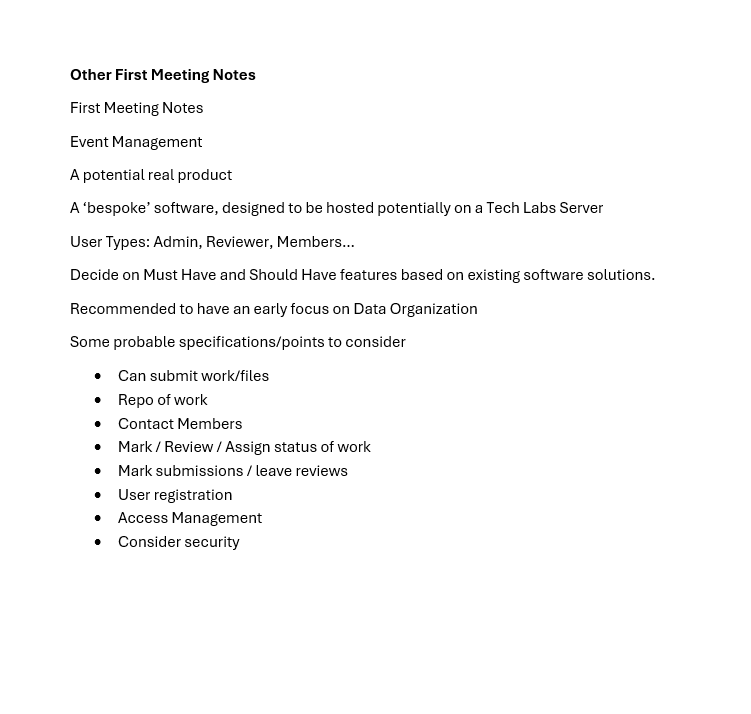 Other First Meeting Notes
First Meeting Notes
Event Management
A potential real product
A ‘bespoke’ software, designed to be hosted potentially on a Tech Labs Server
User Types: Admin, Reviewer, Members…
Decide on Must Have and Should Have features based on existing software solutions.
Recommended to have an early focus on Data Organization
Some probable specifications/points to consider
• Can submit work/files
• Repo of work
• Contact Members
• Mark / Review / Assign status of work
• Mark submissions / leave reviews
• User registration
• Access Management
• Consider security